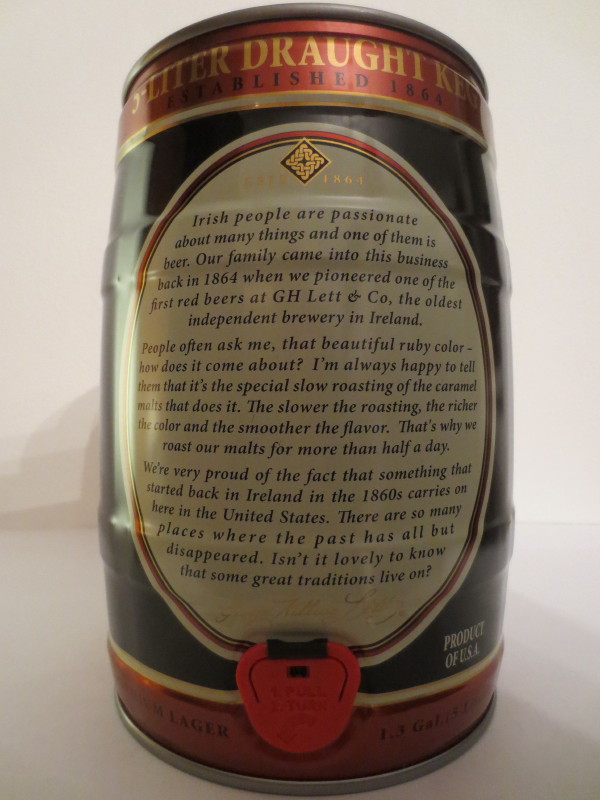 5-LITER DRAUGHT KEG
ESTABLISHED 1864
1864
Irish people are passionate
about many things and one of them is
beer. Our family came into this business
back in 1864 when we pioneered one of the
first red beers at GH Lett & Co, the oldest
independent brewery in Ireland.
People often ask me, that beautiful ruby color -
how does it come about? I'm always happy to tell
them that it's the special slow roasting of the caramel
malts that does it. The slower the roasting, the richer
the color and the smoother the flavor. That's why we
roast our malts for more than half a day.
We're very proud of the fact that something that
started back in Ireland in the 1860s carries on
here in the United States. There are so many
places where the past has all but
disappeared. Isn't it lovely to know
that some great traditions live on?
PRODUCT
OF U.S.A.
1. PULL
2. TURN
LAGER
1.3 Gal.